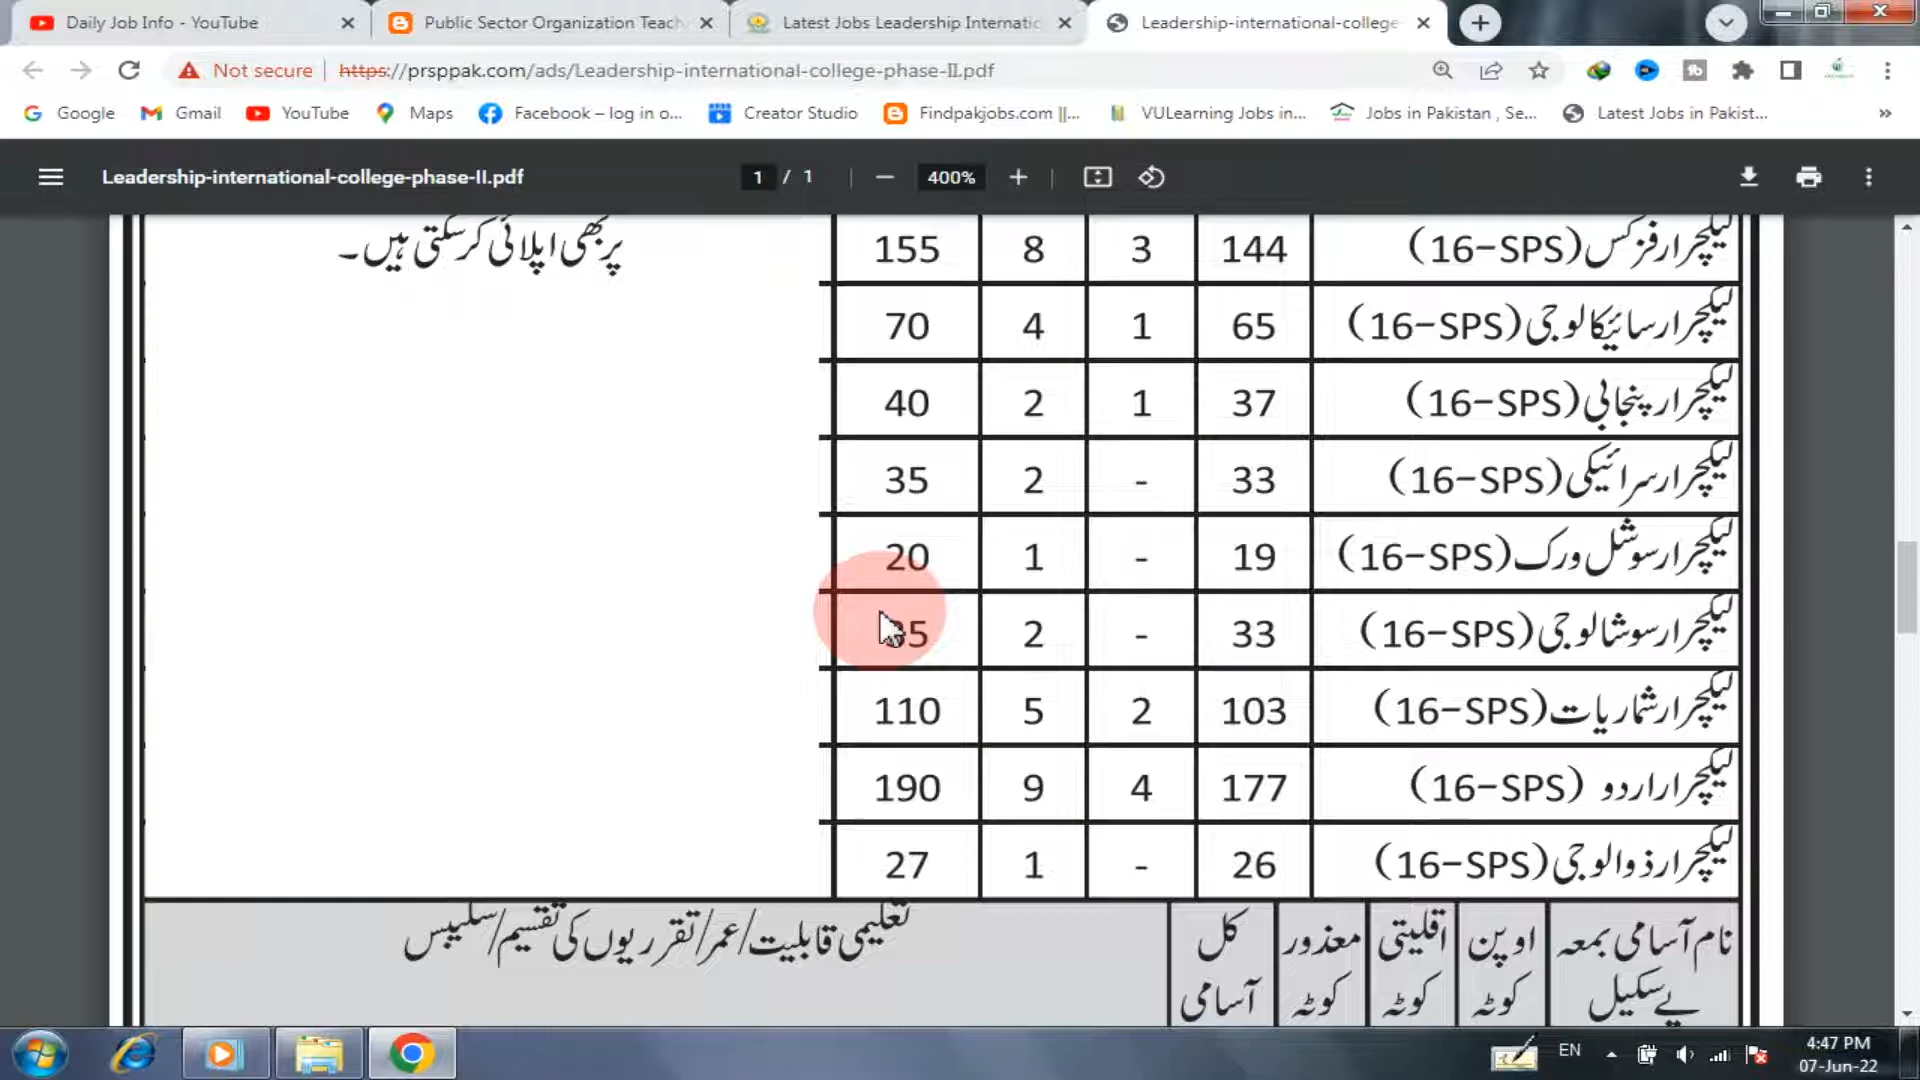 Daily Job Info - YouTube
Public Sector Organization Teach
Latest Jobs Leadership Internatic
Leadership-international-college
Not secure
https://prsppak.com/ads/Leadership-international-college-phase-II.pdf
Google
Gmail
YouTube
Maps
Facebook – log in o...
Creator Studio
Findpakjobs.com ||...
VULearning Jobs in...
Jobs in Pakistan , Se...
Latest Jobs in Pakist...
»
Leadership-international-college-phase-II.pdf
1 / 1
400%
پر بھی اپلائی کر سکتی ہیں۔
لیکچرار فزکس (16-SPS) 144 3 8 155
لیکچرار سائیکالوجی (16-SPS) 65 1 4 70
لیکچرار پنجابی (16-SPS) 37 1 2 40
لیکچرار سرائیکی (16-SPS) 33 - 2 35
لیکچرار سوشل ورک (16-SPS) 19 - 1 20
لیکچرار سوشالوجی (16-SPS) 33 - 2 35
لیکچرار شماریات (16-SPS) 103 2 5 110
لیکچرار اردو (16-SPS) 177 4 9 190
لیکچرار ذوالوجی (16-SPS) 26 - 1 27
نام آسامی بمعہ پے سکیل
اوپن کوٹہ
اقلیتی کوٹہ
معذور کوٹہ
کل آسامی
تعلیمی قابلیت/عمر/تقرریوں کی تقسیم/سلیبس
EN
4:47 PM
07-Jun-22